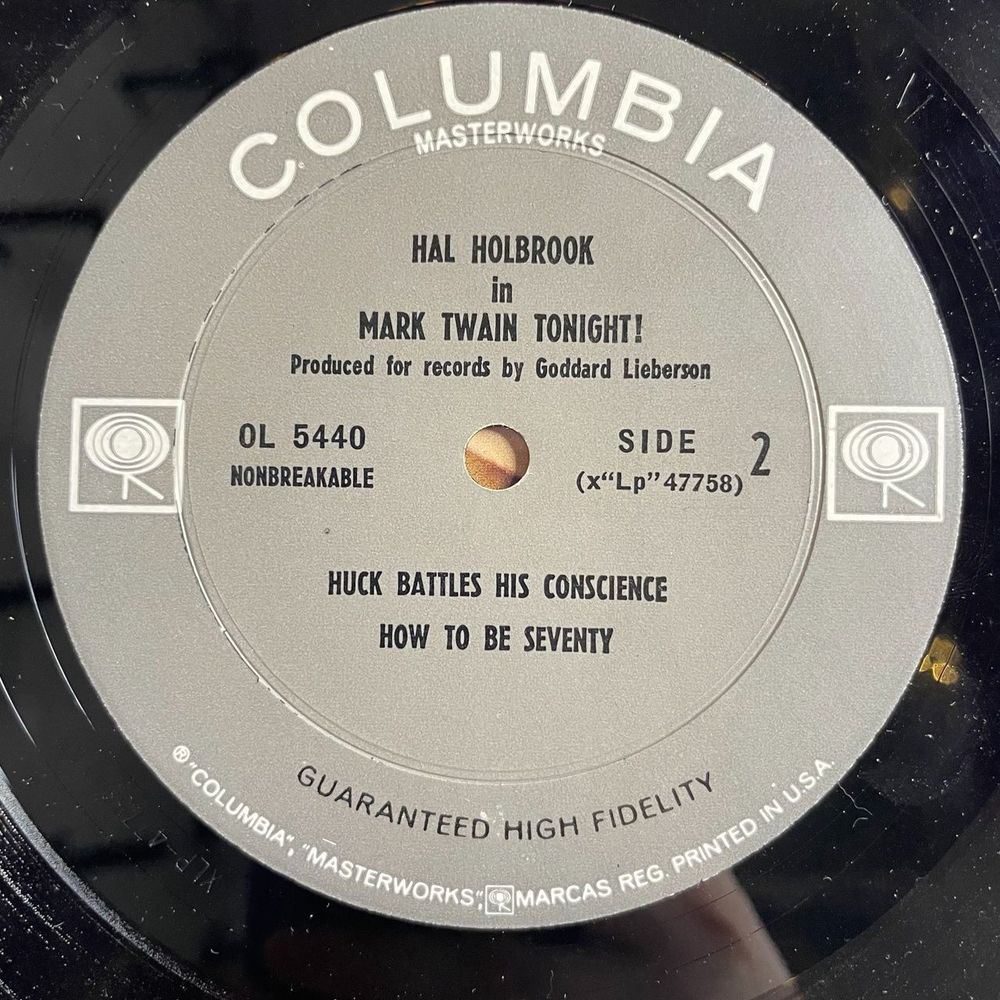 COLUMBIA
MASTERWORKS
HAL HOLBROOK
in
MARK TWAIN TONIGHT!
Produced for records by Goddard Lieberson
OL 5440
NONBREAKABLE
SIDE 2
(x“Lp”47758)
HUCK BATTLES HIS CONSCIENCE
HOW TO BE SEVENTY
GUARANTEED HIGH FIDELITY
® "COLUMBIA", "MASTERWORKS", MARCAS REG. PRINTED IN U.S.A.